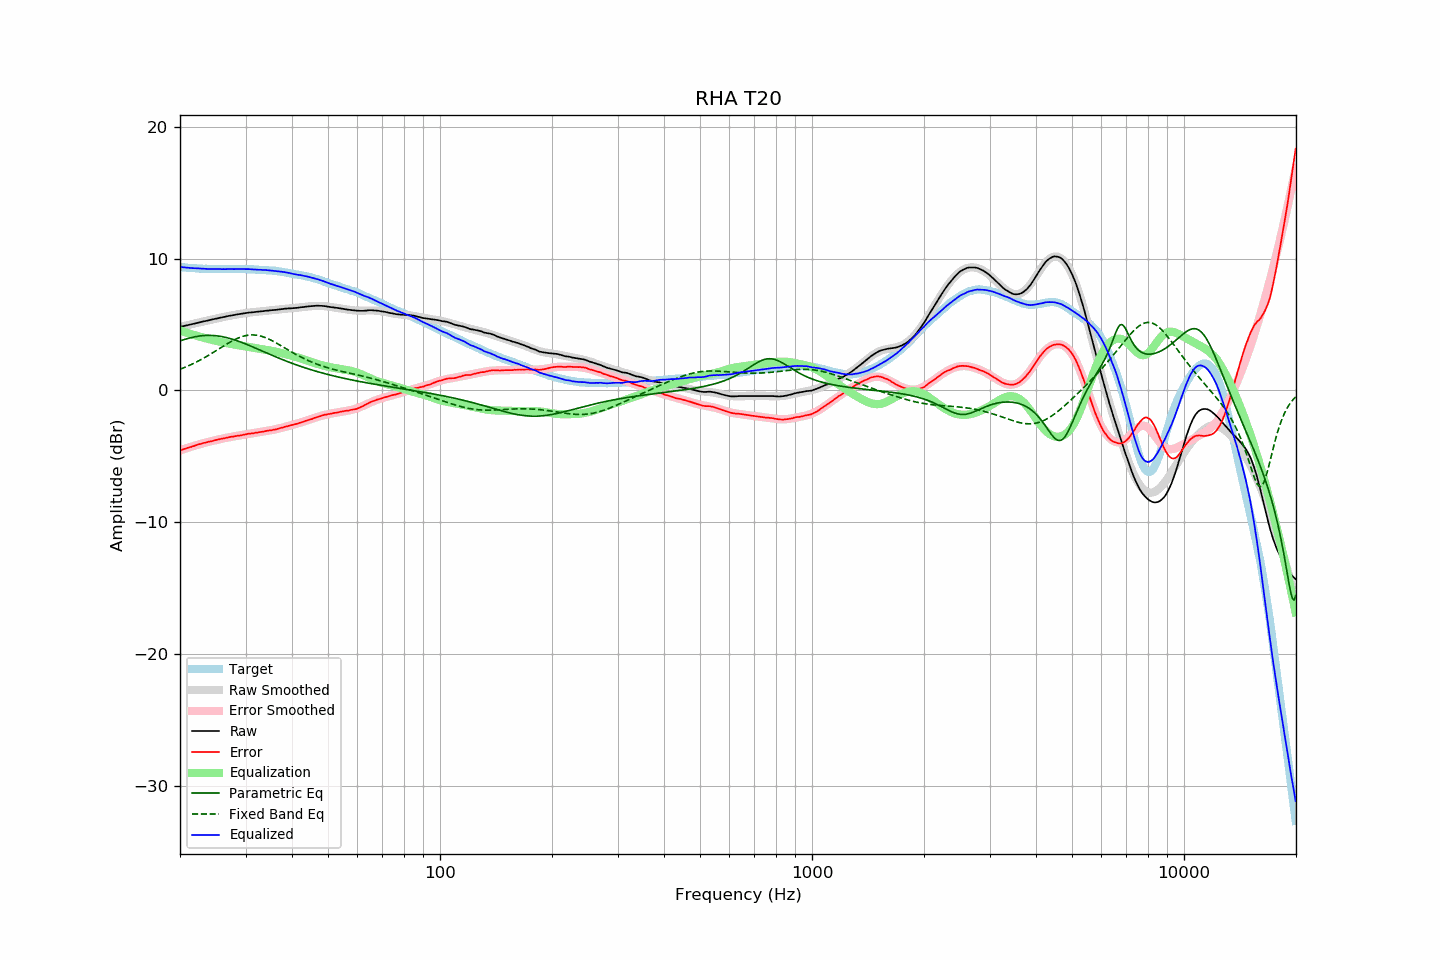 RHA T20
20
10
0
−10
−20
−30
Amplitude (dBr)
Target
Raw Smoothed
Error Smoothed
Raw
Error
Equalization
Parametric Eq
Fixed Band Eq
Equalized
100
1000
10000
Frequency (Hz)